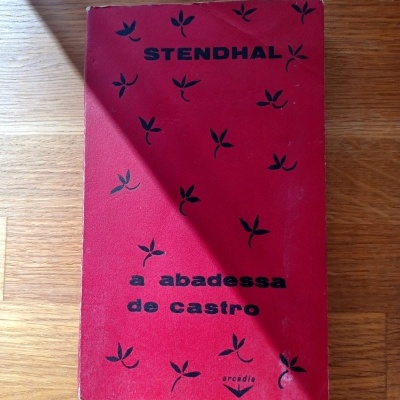 STENDHAL
a abadessa
de castro
arcadia